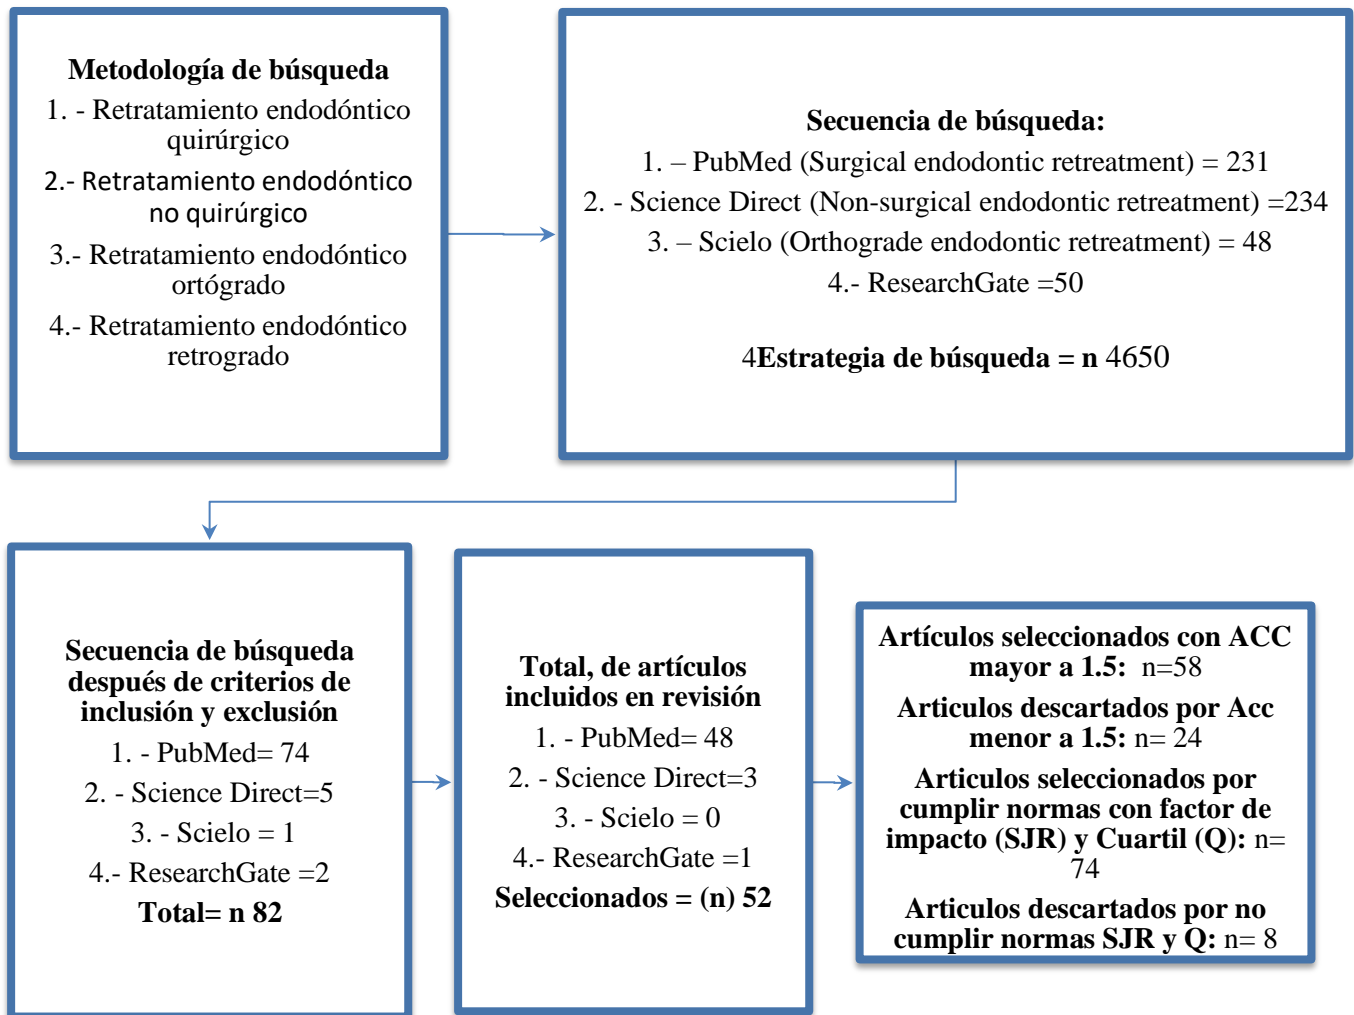 Metodología de búsqueda
1. - Retratamiento endodóntico
quirúrgico
2.- Retratamiento endodóntico
no quirúrgico
3.- Retratamiento endodóntico
ortógrado
4.- Retratamiento endodóntico
retrogrado
Secuencia de búsqueda:
1. – PubMed (Surgical endodontic retreatment) = 231
2. - Science Direct (Non-surgical endodontic retreatment) =234
3. – Scielo (Orthograde endodontic retreatment) = 48
4.- ResearchGate =50
4Estrategia de búsqueda = n 4650
Secuencia de búsqueda
después de criterios de
inclusión y exclusión
1. - PubMed= 74
2. - Science Direct=5
3. - Scielo = 1
4.- ResearchGate =2
Total= n 82
Total, de artículos
incluidos en revisión
1. - PubMed= 48
2. - Science Direct=3
3. - Scielo = 0
4.- ResearchGate =1
Seleccionados = (n) 52
Artículos seleccionados con ACC
mayor a 1.5: n=58
Articulos descartados por Acc
menor a 1.5: n= 24
Articulos seleccionados por
cumplir normas con factor de
impacto (SJR) y Cuartil (Q): n=
74
Articulos descartados por no
cumplir normas SJR y Q: n= 8